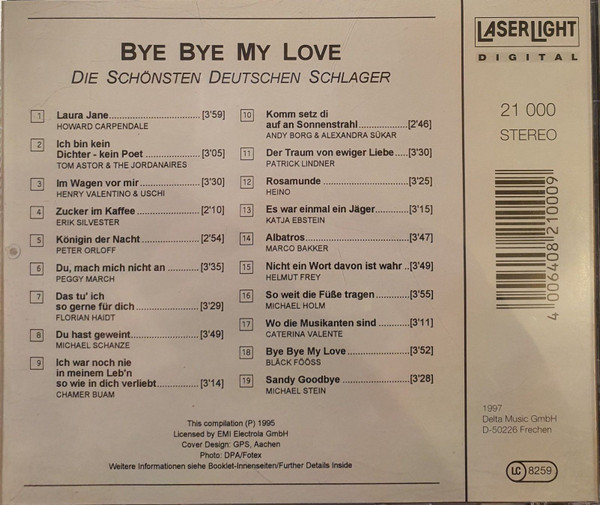 BYE BYE MY LOVE
DIE SCHÖNSTEN DEUTSCHEN SCHLAGER
1 Laura Jane [3'59]
HOWARD CARPENDALE
2 Ich bin kein
Dichter - kein Poet [3'05]
TOM ASTOR & THE JORDANAIRES
3 Im Wagen vor mir [3'30]
HENRY VALENTINO & USCHI
4 Zucker im Kaffee [2'10]
ERIK SILVESTER
5 Königin der Nacht [2'54]
PETER ORLOFF
6 Du, mach mich nicht an [3'35]
PEGGY MARCH
7 Das tu' ich
so gerne für dich [3'29]
FLORIAN HAIDT
8 Du hast geweint [3'49]
MICHAEL SCHANZE
9 Ich war noch nie
in meinem Leb'n
so wie in dich verliebt [3'14]
CHAMER BUAM
10 Komm setz di
auf an Sonnenstrahl [2'46]
ANDY BORG & ALEXANDRA SÜKAR
11 Der Traum von ewiger Liebe [3'30]
PATRICK LINDNER
12 Rosamunde [3'25]
HEINO
13 Es war einmal ein Jäger [3'15]
KATJA EBSTEIN
14 Albatros [3'47]
MARCO BAKKER
15 Nicht ein Wort davon ist wahr [3'49]
HELMUT FREY
16 So weit die Füße tragen [3'55]
MICHAEL HOLM
17 Wo die Musikanten sind [3'11]
CATERINA VALENTE
18 Bye Bye My Love [3'52]
BLÄCK FÖÖSS
19 Sandy Goodbye [3'28]
MICHAEL STEIN
This compilation (P) 1995
Licensed by EMI Electrola GmbH
Cover Design: GPS, Aachen
Photo: DPA/Fotex
Weitere Informationen siehe Booklet-Innenseiten/Further Details Inside
LASERLIGHT
DIGITAL
21 000
STEREO
4 006408 210009
1997
Delta Music GmbH
D-50226 Frechen
LC 8259